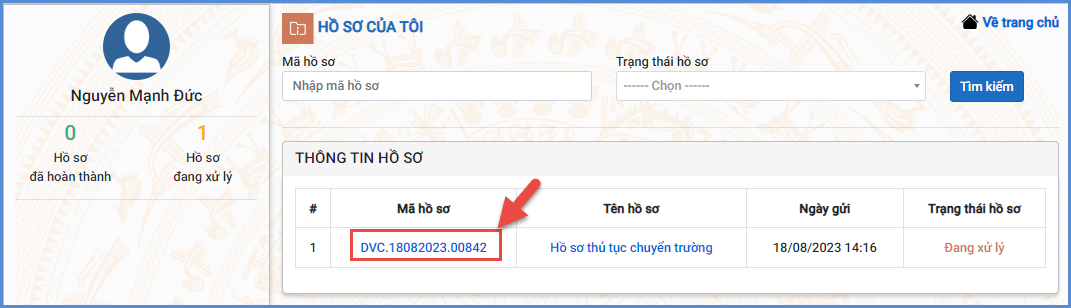 Nguyễn Mạnh Đức
0
Hồ sơ
đã hoàn thành
1
Hồ sơ
đang xử lý
HỒ SƠ CỦA TÔI
Về trang chủ
Mã hồ sơ
Nhập mã hồ sơ
Trạng thái hồ sơ
------ Chọn ------
Tìm kiếm
THÔNG TIN HỒ SƠ
# Mã hồ sơ Tên hồ sơ Ngày gửi Trạng thái hồ sơ
1 DVC.18082023.00842 Hồ sơ thủ tục chuyển trường 18/08/2023 14:16 Đang xử lý